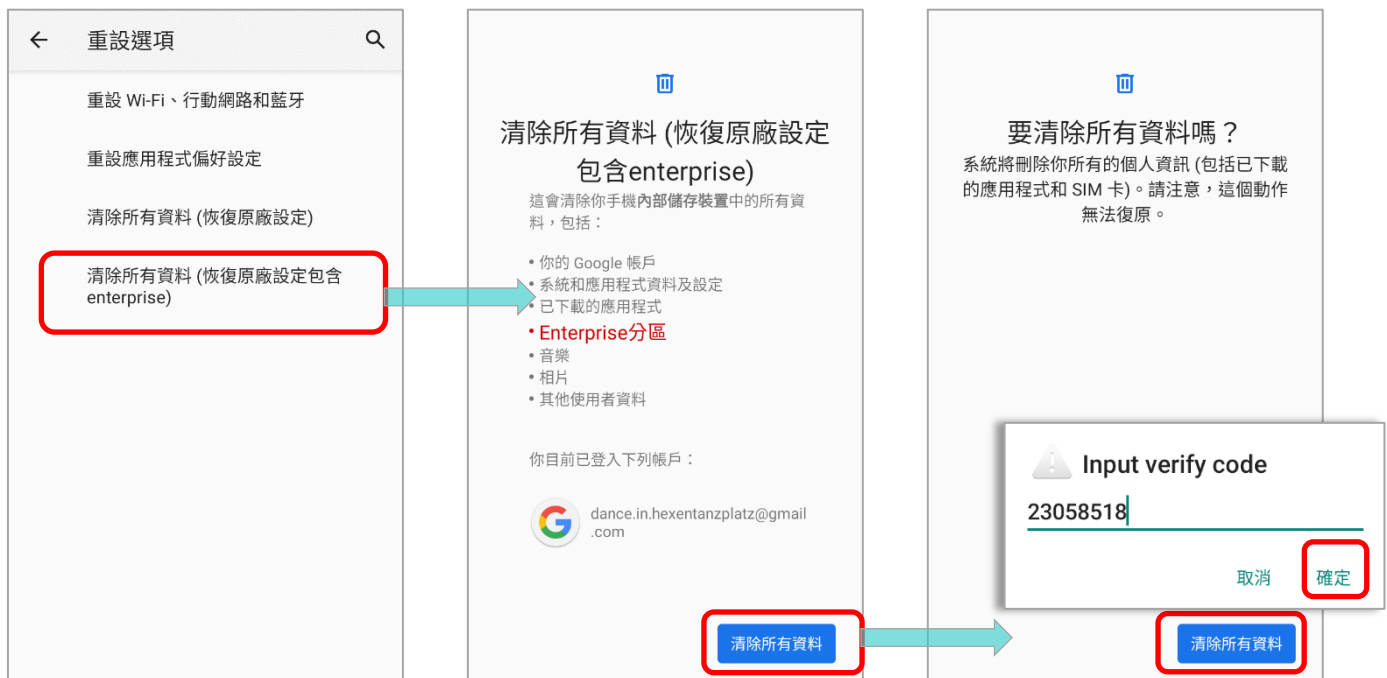 重設選項
重設 Wi-Fi、行動網路和藍牙
重設應用程式偏好設定
清除所有資料 (恢復原廠設定)
清除所有資料 (恢復原廠設定包含
enterprise)
清除所有資料 (恢復原廠設定
包含enterprise)
這會清除你手機內部儲存裝置中的所有資
料，包括：
• 你的 Google 帳戶
• 系統和應用程式資料及設定
• 已下載的應用程式
• Enterprise分區
• 音樂
• 相片
• 其他使用者資料
你目前已登入下列帳戶：
dance.in.hexentanzplatz@gmail
.com
清除所有資料
要清除所有資料嗎？
系統將刪除你所有的個人資訊 (包括已下載
的應用程式和 SIM 卡)。請注意，這個動作
無法復原。
Input verify code
23058518
取消
確定
清除所有資料